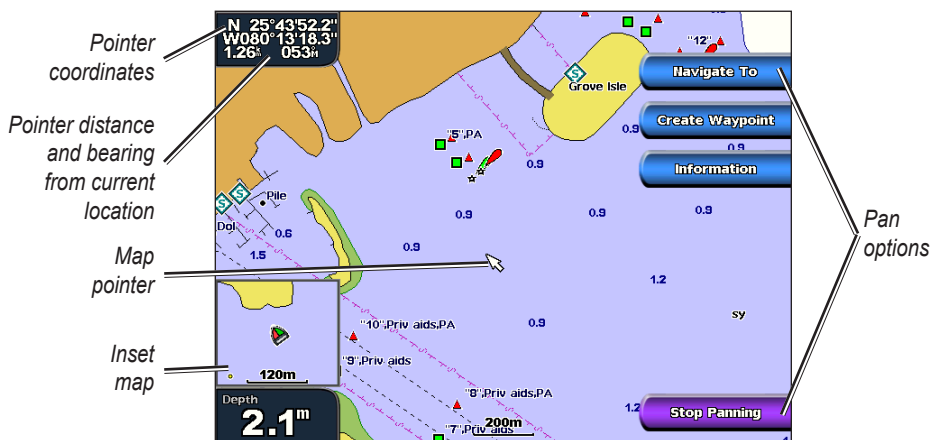 Pointer
coordinates
Pointer distance
and bearing
from current
location
Map
pointer
Inset
map
N 25°43'52.2"
W080°13'18.3"
1.26 053°M
"12"
Navigate To
Grove Isle
Create Waypoint
"5",PA
0.9
0.9
0.9
Information
S
S
S
Pile
Dol
0.9
0.9
0.9
0.6
0.9
1.5
1.2
Pan
options
sy
"10",Priv aids,PA
0.9
"9",Priv aids
120m
"8",Priv aids,PA
Depth
2.1m
1.2
Stop Panning
200m
"7",Priv aids